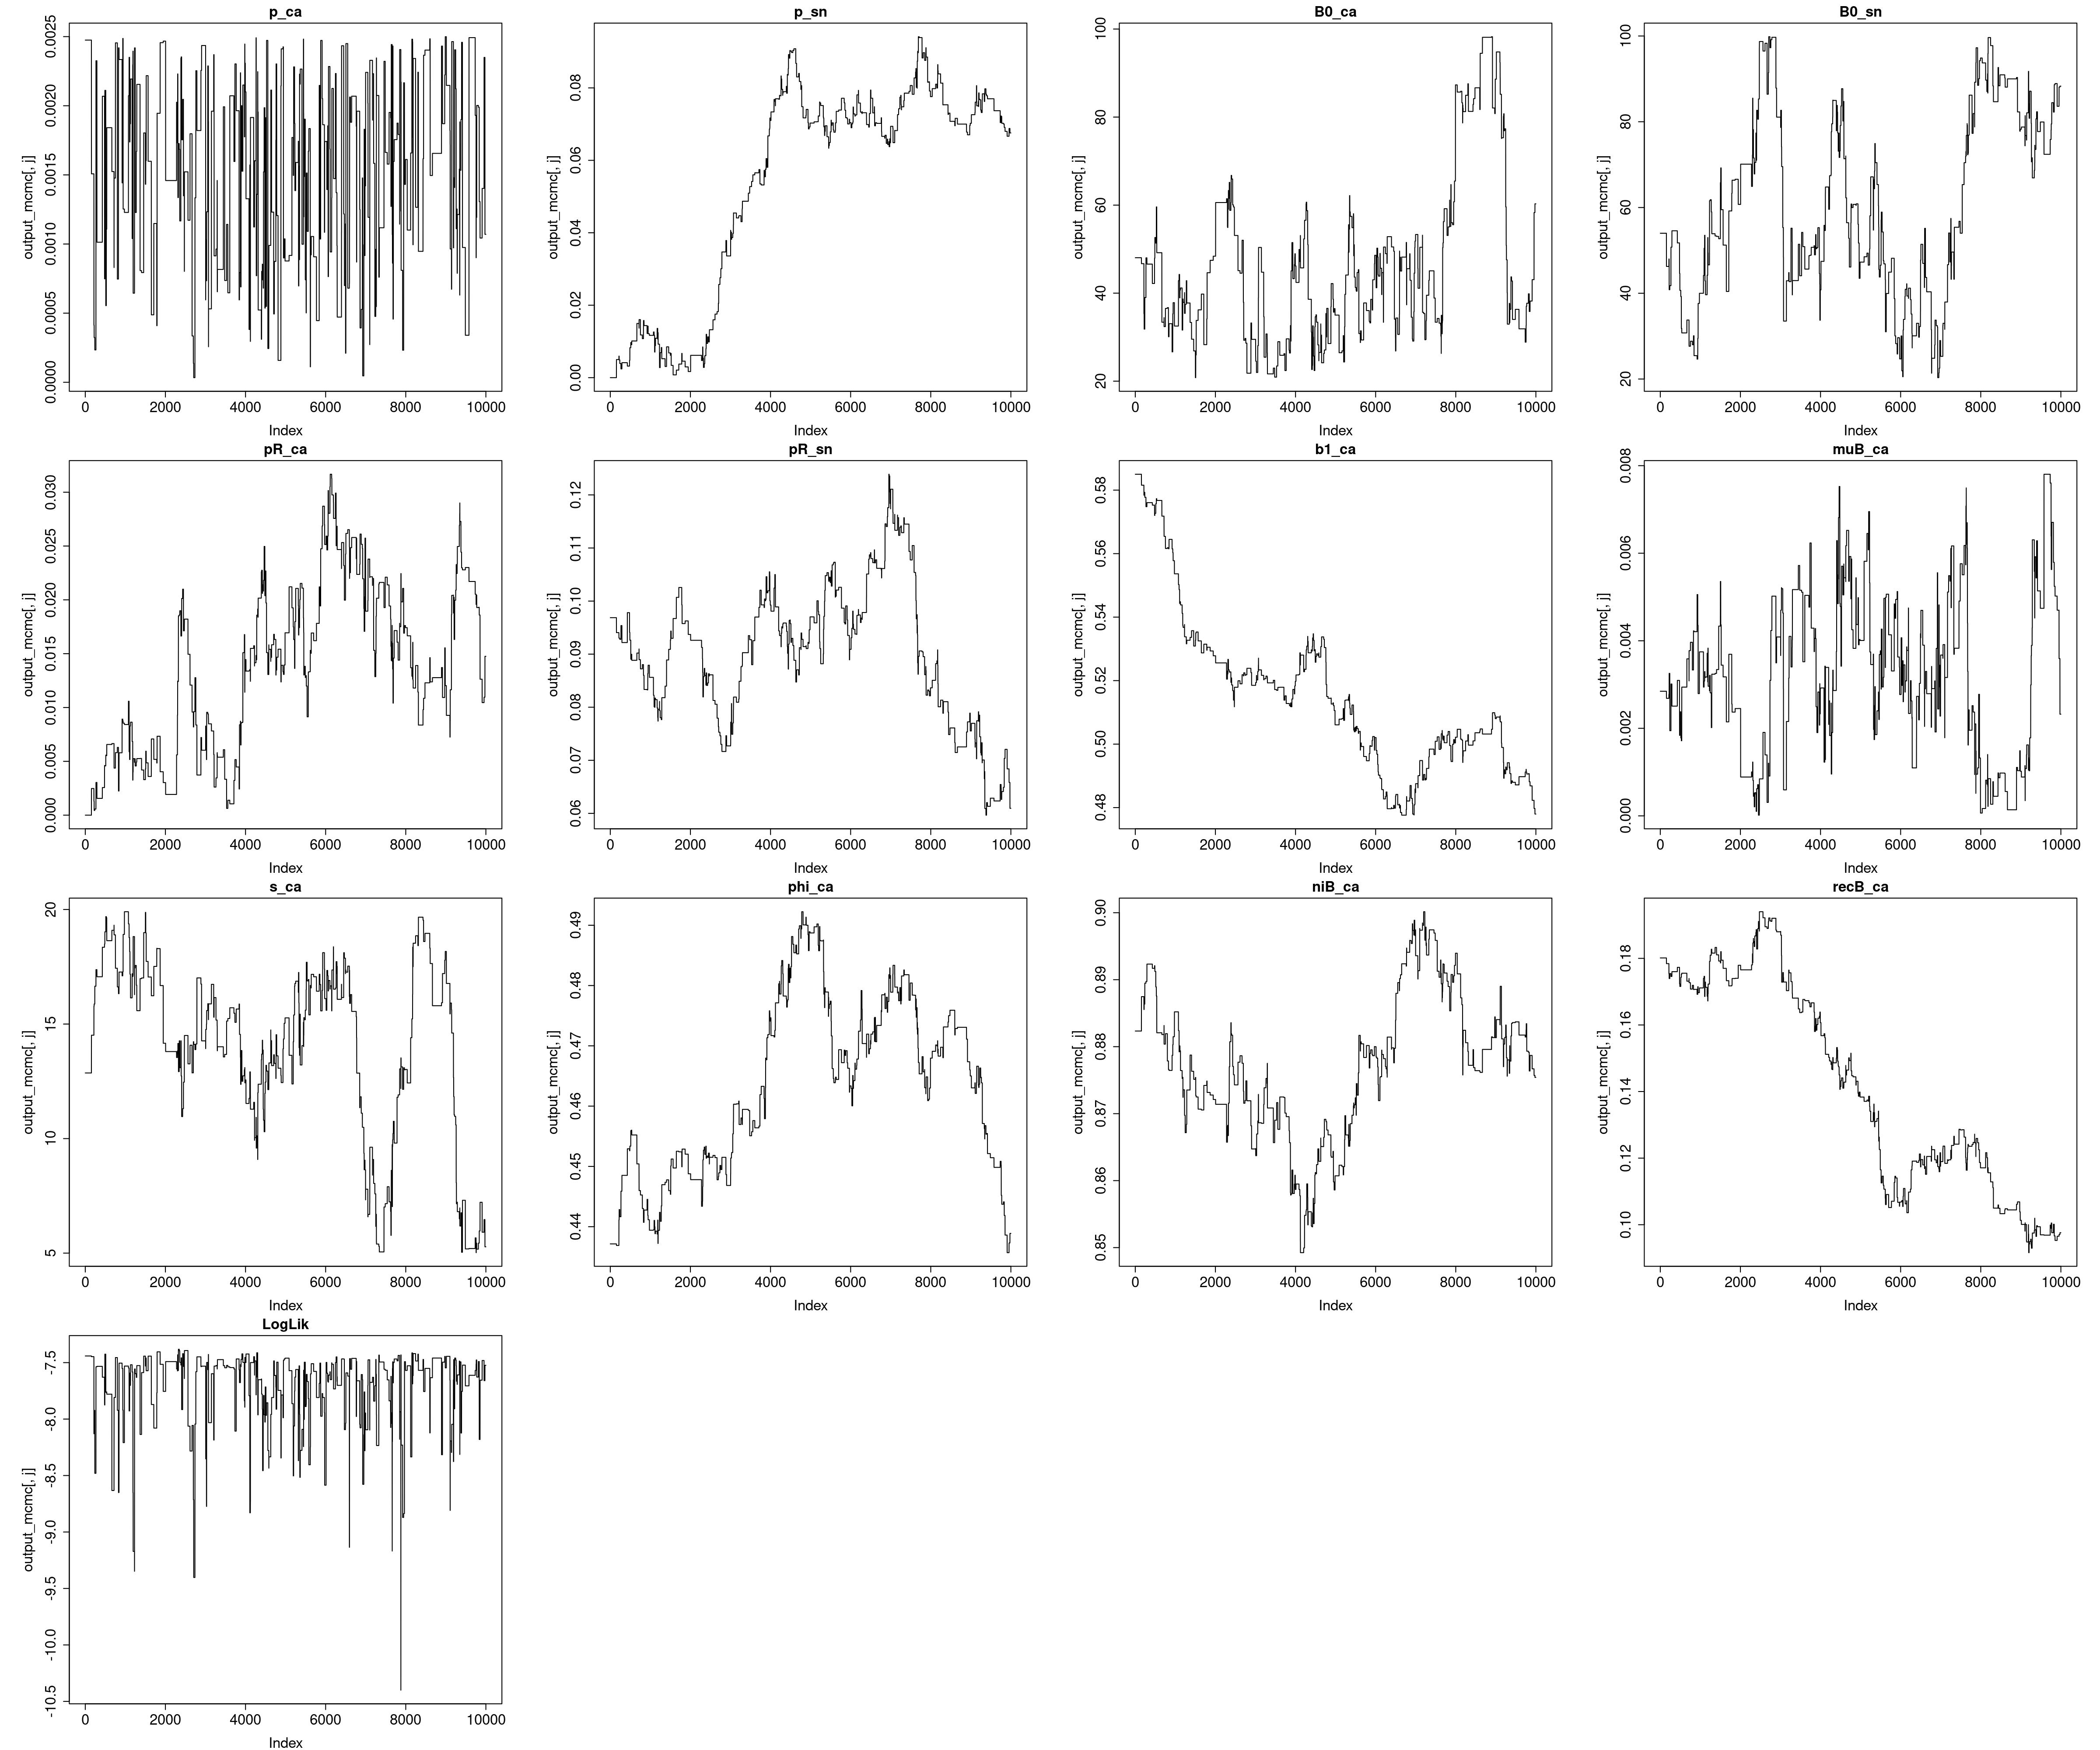 p_ca
output_mcmc[, j]
0.0000 0.0005 0.0010 0.0015 0.0020 0.0025
0 2000 4000 6000 8000 10000
Index
p_sn
output_mcmc[, j]
0.00 0.02 0.04 0.06 0.08
0 2000 4000 6000 8000 10000
Index
B0_ca
output_mcmc[, j]
20 40 60 80 100
0 2000 4000 6000 8000 10000
Index
B0_sn
output_mcmc[, j]
20 40 60 80 100
0 2000 4000 6000 8000 10000
Index
pR_ca
output_mcmc[, j]
0.000 0.005 0.010 0.015 0.020 0.025 0.030
0 2000 4000 6000 8000 10000
Index
pR_sn
output_mcmc[, j]
0.06 0.07 0.08 0.09 0.10 0.11 0.12
0 2000 4000 6000 8000 10000
Index
b1_ca
output_mcmc[, j]
0.48 0.50 0.52 0.54 0.56 0.58
0 2000 4000 6000 8000 10000
Index
muB_ca
output_mcmc[, j]
0.000 0.002 0.004 0.006 0.008
0 2000 4000 6000 8000 10000
Index
s_ca
output_mcmc[, j]
5 10 15 20
0 2000 4000 6000 8000 10000
Index
phi_ca
output_mcmc[, j]
0.44 0.45 0.46 0.47 0.48 0.49
0 2000 4000 6000 8000 10000
Index
niB_ca
output_mcmc[, j]
0.85 0.86 0.87 0.88 0.89 0.90
0 2000 4000 6000 8000 10000
Index
recB_ca
output_mcmc[, j]
0.10 0.12 0.14 0.16 0.18
0 2000 4000 6000 8000 10000
Index
LogLik
output_mcmc[, j]
-10.5 -10.0 -9.5 -9.0 -8.5 -8.0 -7.5
0 2000 4000 6000 8000 10000
Index